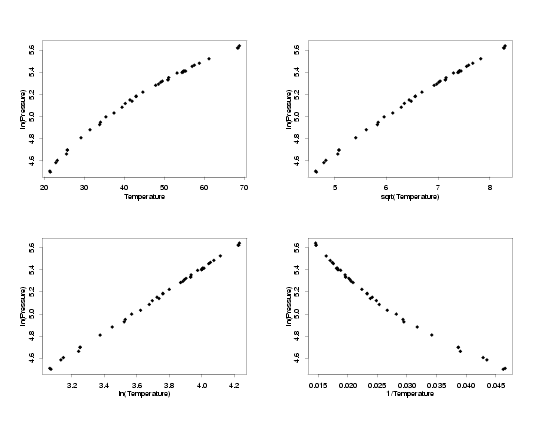 ln(Pressure)
5.6
5.4
5.2
5.0
4.8
4.6
20 30 40 50 60 70
Temperature
ln(Pressure)
5.6
5.4
5.2
5.0
4.8
4.6
5 6 7 8
sqrt(Temperature)
ln(Pressure)
5.6
5.4
5.2
5.0
4.8
4.6
3.2 3.4 3.6 3.8 4.0 4.2
ln(Temperature)
ln(Pressure)
5.6
5.4
5.2
5.0
4.8
4.6
0.015 0.020 0.025 0.030 0.035 0.040 0.045
1/Temperature